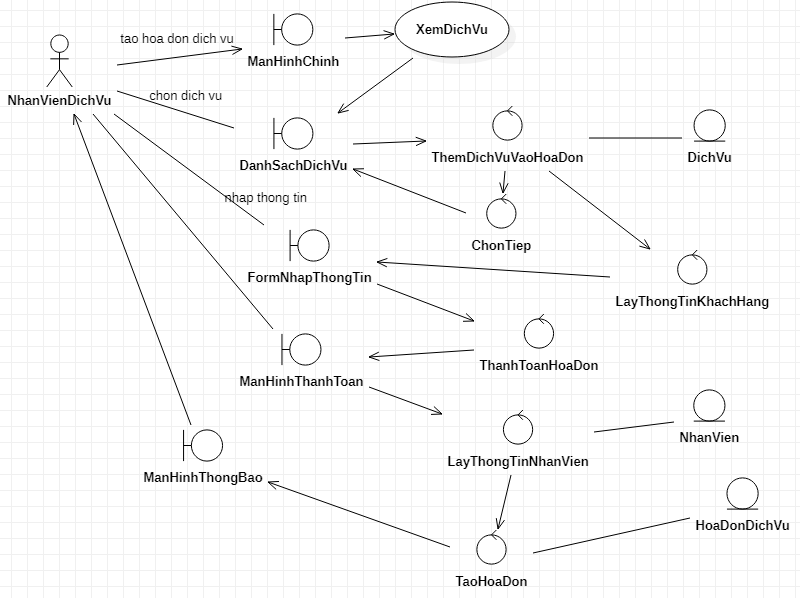 XemDichVu
tao hoa don dich vu
ManHinhChinh
NhanVienDichVu
chon dich vu
DanhSachDichVu
ThemDichVuVaoHoaDon
DichVu
nhap thong tin
ChonTiep
FormNhapThongTin
LayThongTinKhachHang
ThanhToanHoaDon
ManHinhThanhToan
NhanVien
LayThongTinNhanVien
ManHinhThongBao
HoaDonDichVu
TaoHoaDon